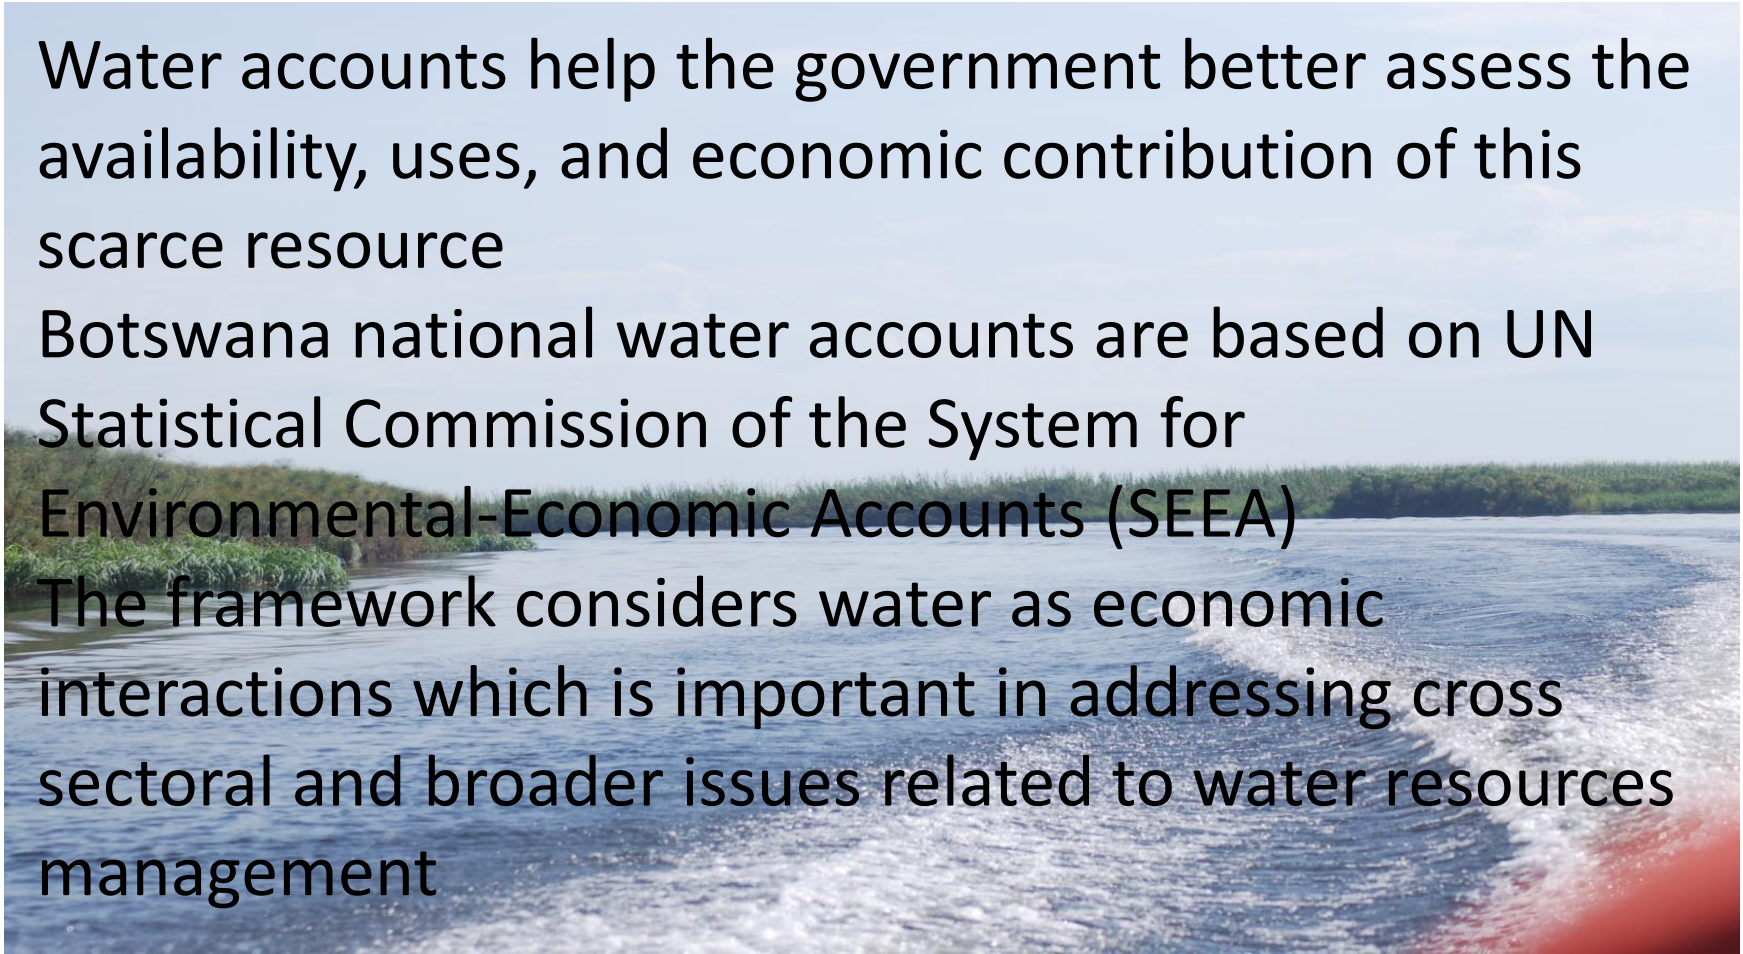 Water accounts help the government better assess the
availability, uses, and economic contribution of this
scarce resource
Botswana national water accounts are based on UN
Statistical Commission of the System for
Environmental-Economic Accounts (SEEA)
The framework considers water as economic
interactions which is important in addressing cross
sectoral and broader issues related to water resources
management